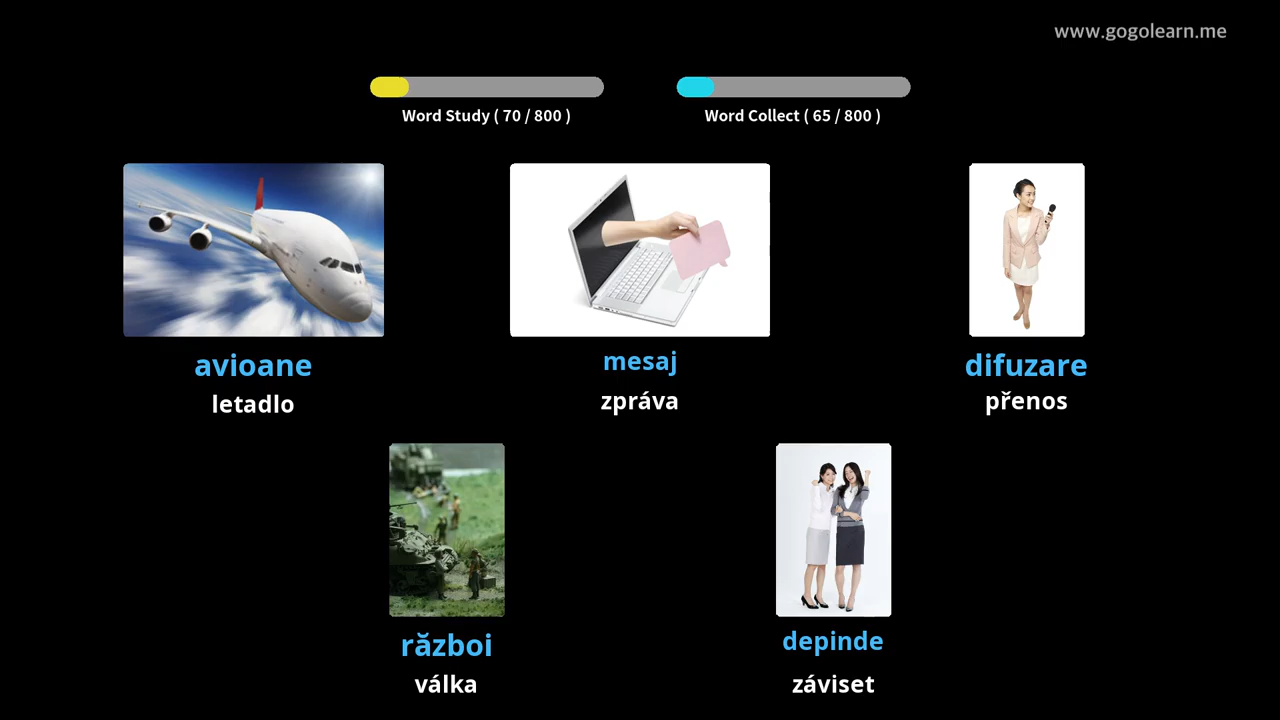 www.gogolearn.me
Word Study ( 70 / 800 )
Word Collect ( 65 / 800 )
avioane
letadlo
mesaj
zpráva
difuzare
přenos
război
válka
depinde
záviset